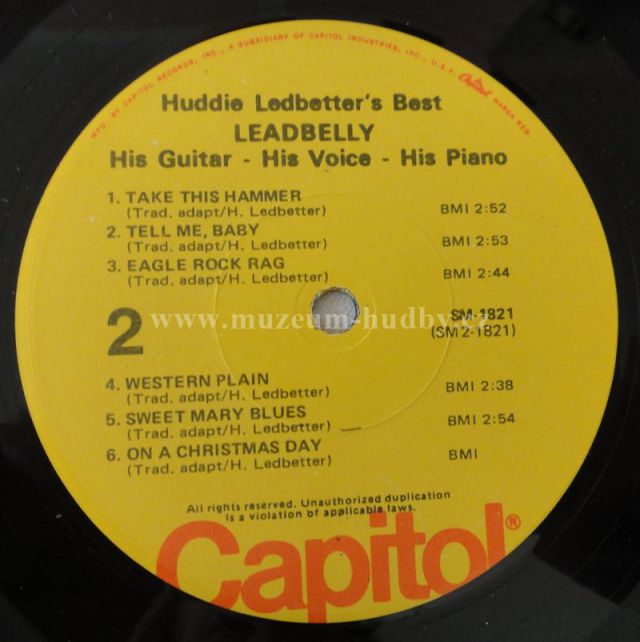 MFD. BY CAPITOL RECORDS, INC., A SUBSIDIARY OF CAPITOL INDUSTRIES, INC., U.S.A. Capitol MARCA REG.
Huddie Ledbetter's Best
LEADBELLY
His Guitar - His Voice - His Piano
1. TAKE THIS HAMMER
(Trad. adapt/H. Ledbetter) BMI 2:52
2. TELL ME, BABY
(Trad. adapt/H. Ledbetter) BMI 2:53
3. EAGLE ROCK RAG
(Trad. adapt/H. Ledbetter) BMI 2:44
2
SM-1821
(SM2-1821)
www.muzeum-hudby.cz
4. WESTERN PLAIN
(Trad. adapt/H. Ledbetter) BMI 2:38
5. SWEET MARY BLUES
(Trad. adapt/H. Ledbetter) BMI 2:54
6. ON A CHRISTMAS DAY
(Trad. adapt/H. Ledbetter) BMI
All rights reserved. Unauthorized duplication
is a violation of applicable laws.
Capitol®